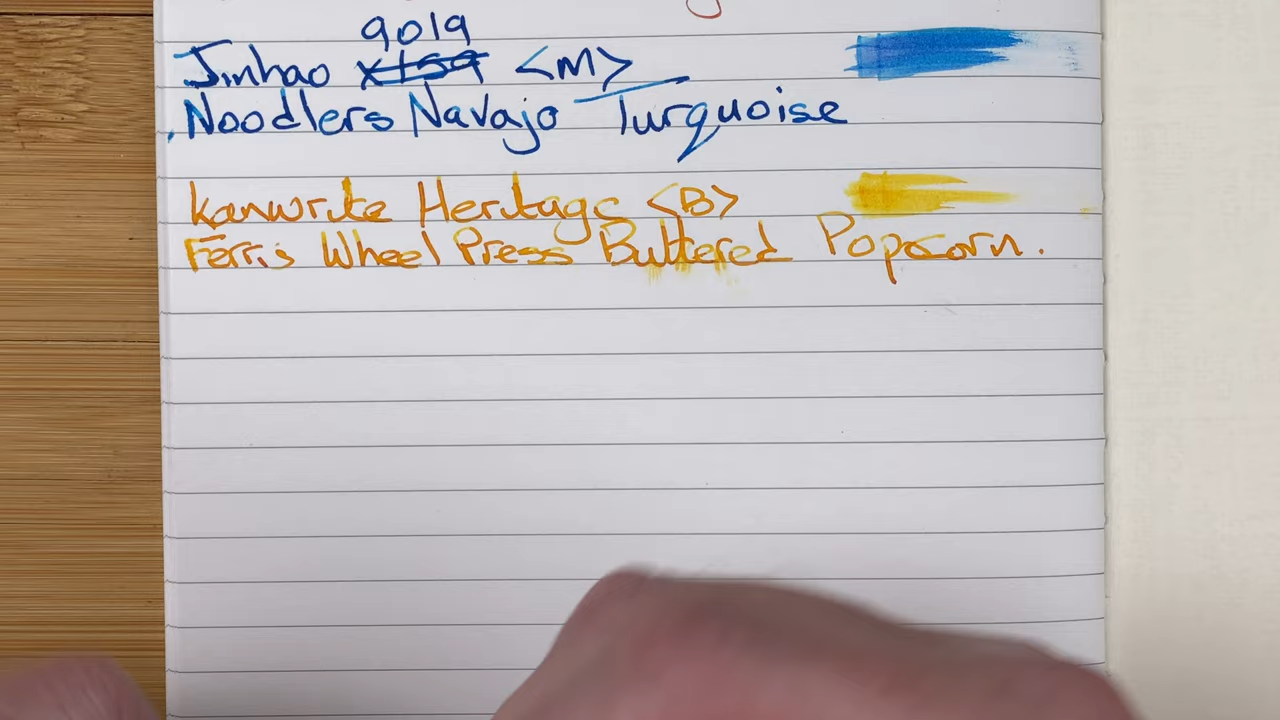 9019
Jinhao x159 <M>
Noodlers Navajo Turquoise
Kanwrite Heritage <B>
Ferris Wheel Press Buttered Popcorn.